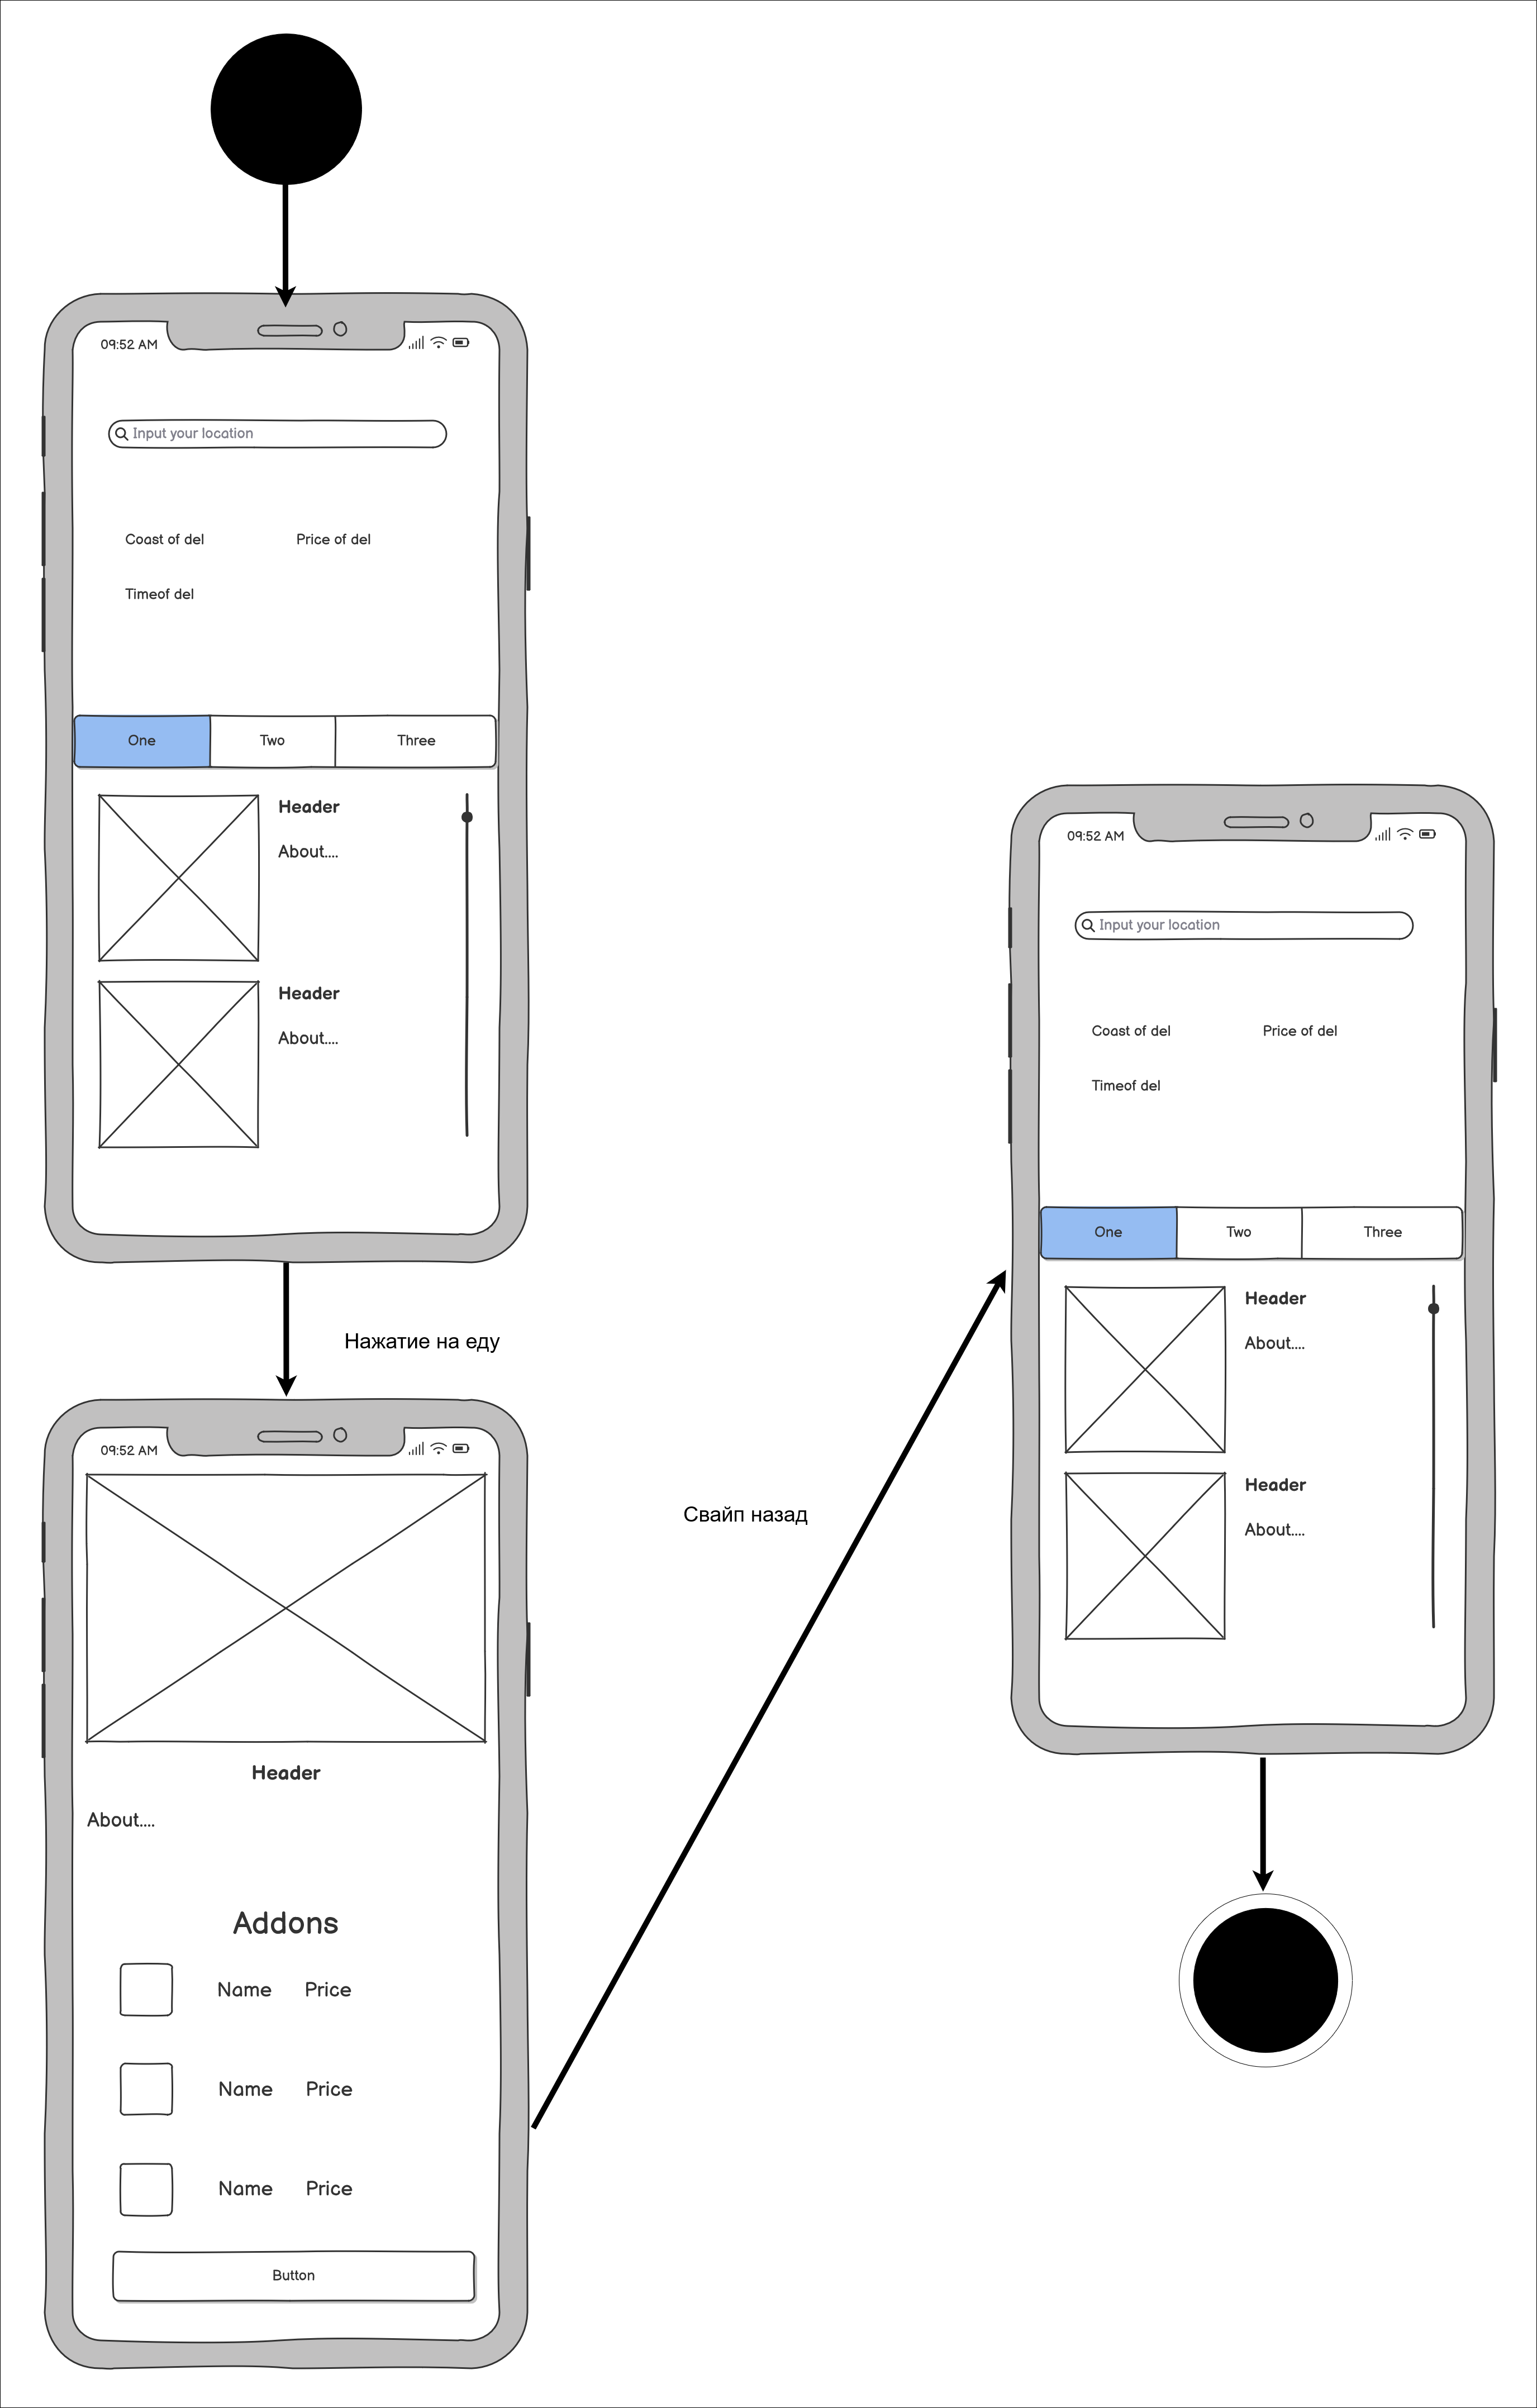 09:52 AM
Input your location
Coast of del Price of del
Timeof del
One Two Three
Header
About....
Header
About....
Нажатие на еду
09:52 AM
Header
About....
Addons
Name Price
Name Price
Name Price
Button
Свайп назад
09:52 AM
Input your location
Coast of del Price of del
Timeof del
One Two Three
Header
About....
Header
About....